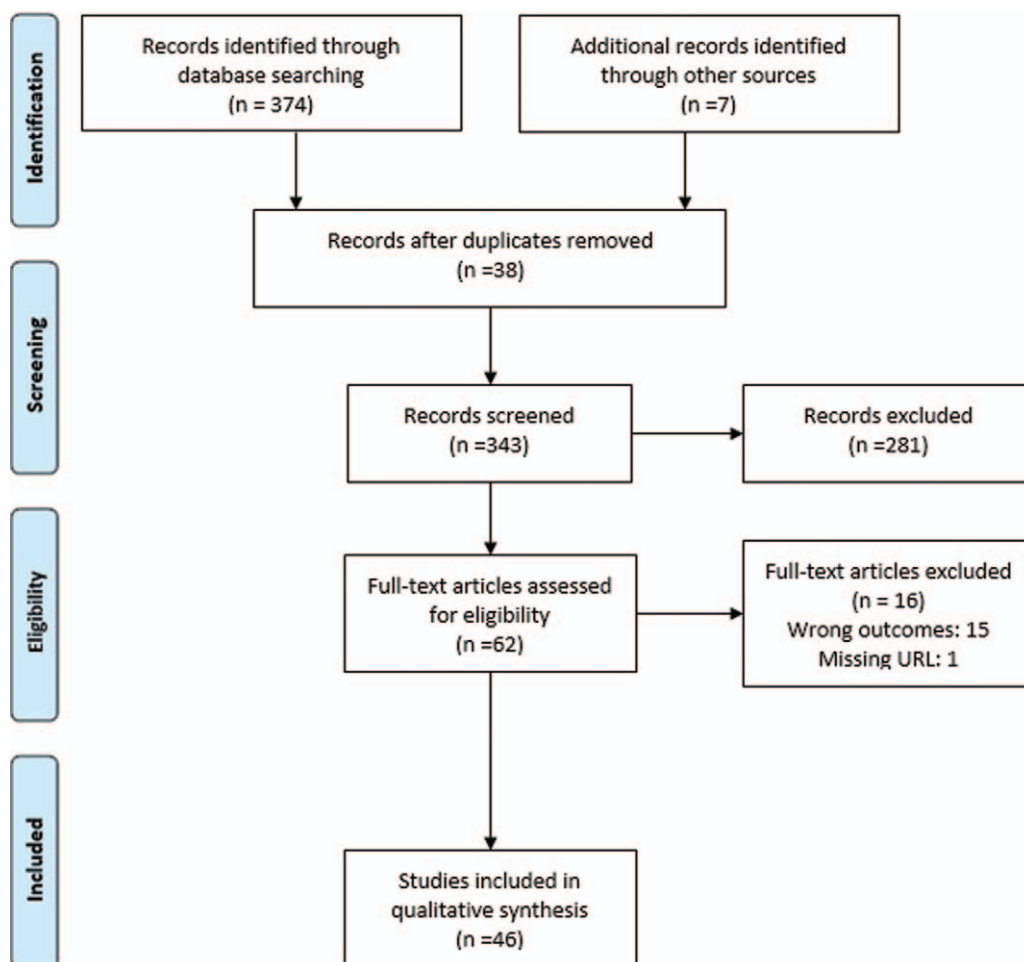 Identification
Records identified through
database searching
(n = 374)
Additional records identified
through other sources
(n =7)
Records after duplicates removed
(n =38)
Screening
Records screened
(n =343)
Records excluded
(n =281)
Eligibility
Full-text articles assessed
for eligibility
(n =62)
Full-text articles excluded
(n = 16)
Wrong outcomes: 15
Missing URL: 1
Included
Studies included in
qualitative synthesis
(n =46)